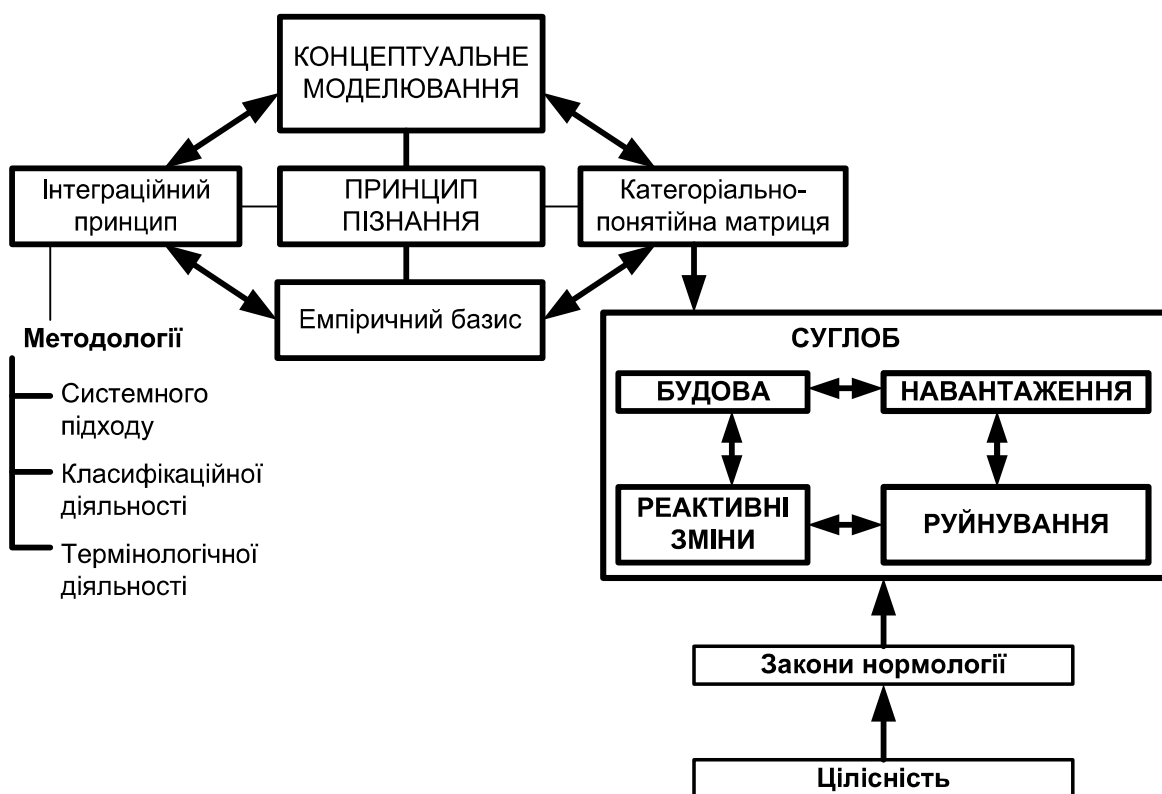 КОНЦЕПТУАЛЬНЕ
МОДЕЛЮВАННЯ
Інтеграційний
принцип
ПРИНЦИП
ПІЗНАННЯ
Категоріально-
понятійна матриця
Емпіричний базис
Методології
Системного
підходу
Класифікаційної
діяльності
Термінологічної
діяльності
СУГЛОБ
БУДОВА
НАВАНТАЖЕННЯ
РЕАКТИВНІ
ЗМІНИ
РУЙНУВАННЯ
Закони нормології
Цілісність